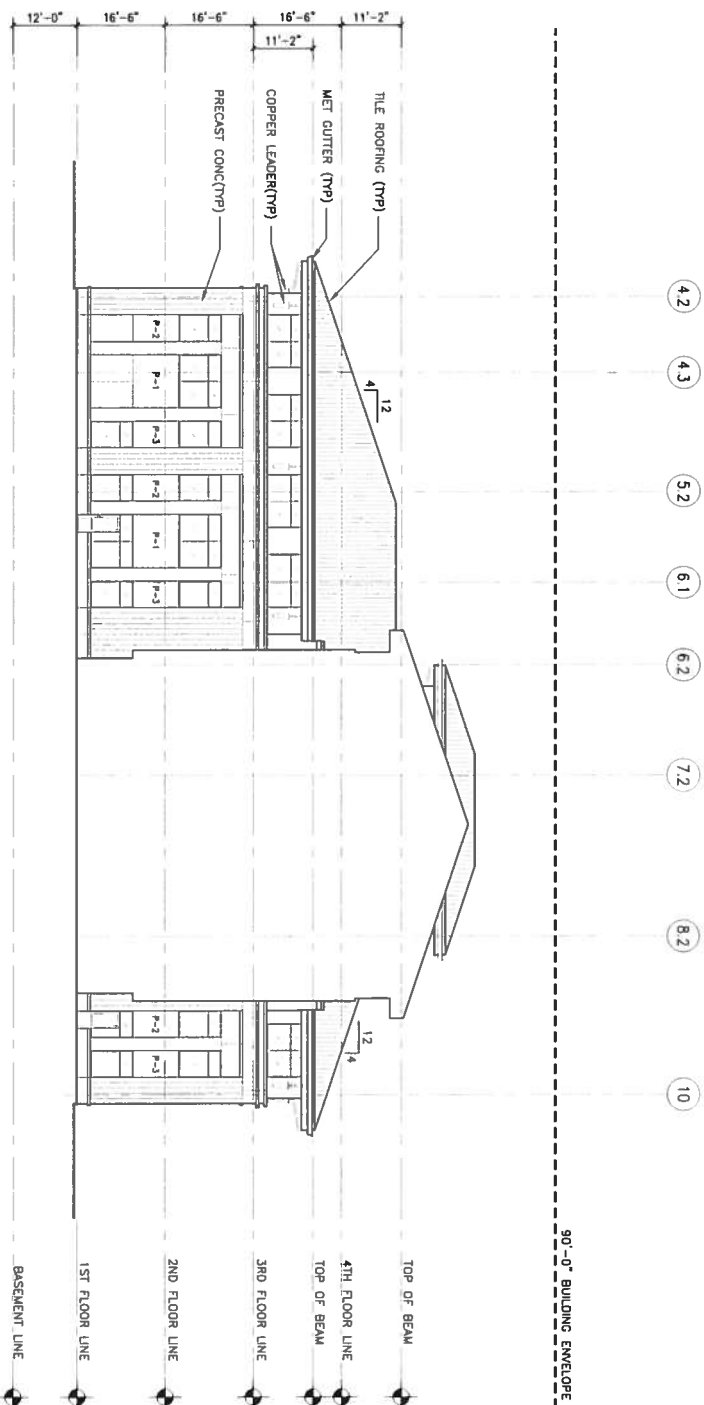 4.2
4.3
5.2
6.1
6.2
7.2
8.2
10
90'-0" BUILDING ENVELOPE
11'-2"
16'-6"
11'-2"
16'-6"
16'-6"
12'-0"
TILE ROOFING (TYP)
MET GUTTER (TYP)
COPPER LEADER(TYP)
PRECAST CONC(TYP)
12
4
12
4
P-2
P-1
P-3
P-2
P-1
P-3
P-2
P-3
TOP OF BEAM
4TH FLOOR LINE
TOP OF BEAM
3RD FLOOR LINE
2ND FLOOR LINE
1ST FLOOR LINE
BASEMENT LINE